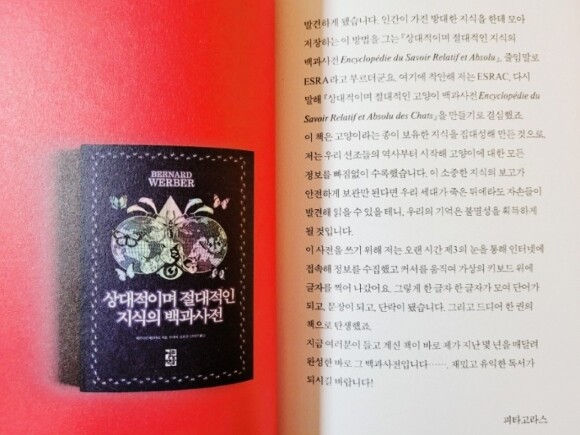 BERNARD
WERBER
상대적이며 절대적인
지식의 백과사전
발견하게 됐습니다. 인간이 가진 방대한 지식을 한데 모아
저장하는 이 방법을 그는 『상대적이며 절대적인 지식의
백과사전 Encyclopédie du Savoir Relatif et Absolu』, 줄임말로
ESRA라고 부르더군요. 여기에 착안해 저는 ESRAC, 다시
말해 『상대적이며 절대적인 고양이 백과사전 Encyclopédie du
Savoir Relatif et Absolu des Chats』을 만들기로 결심했죠.
이 책은 고양이라는 종이 보유한 지식을 집대성해 만든 것으로,
저는 우리 선조들의 역사부터 시작해 고양이에 대한 모든
정보를 빠짐없이 수록했습니다. 이 소중한 지식의 보고가
안전하게 보관만 된다면 우리 세대가 죽은 뒤에라도 자손들이
발견해 읽을 수 있을 테니, 우리의 기억은 불멸성을 획득하게
될 것입니다.
이 사전을 쓰기 위해 저는 오랜 시간 제3의 눈을 통해 인터넷에
접속해 정보를 수집했고 커서를 움직여 가상의 키보드 위에
글자를 찍어 나갔어요. 그렇게 한 글자 한 글자가 모여 단어가
되고, 문장이 되고, 단락이 됐습니다. 그리고 드디어 한 권의
책으로 탄생했죠.
지금 여러분이 들고 계신 책이 바로 제가 지난 몇 년을 매달려
완성한 바로 그 백과사전입니다……. 재밌고 유익한 독서가
되시길 바랍니다!
피타고라스